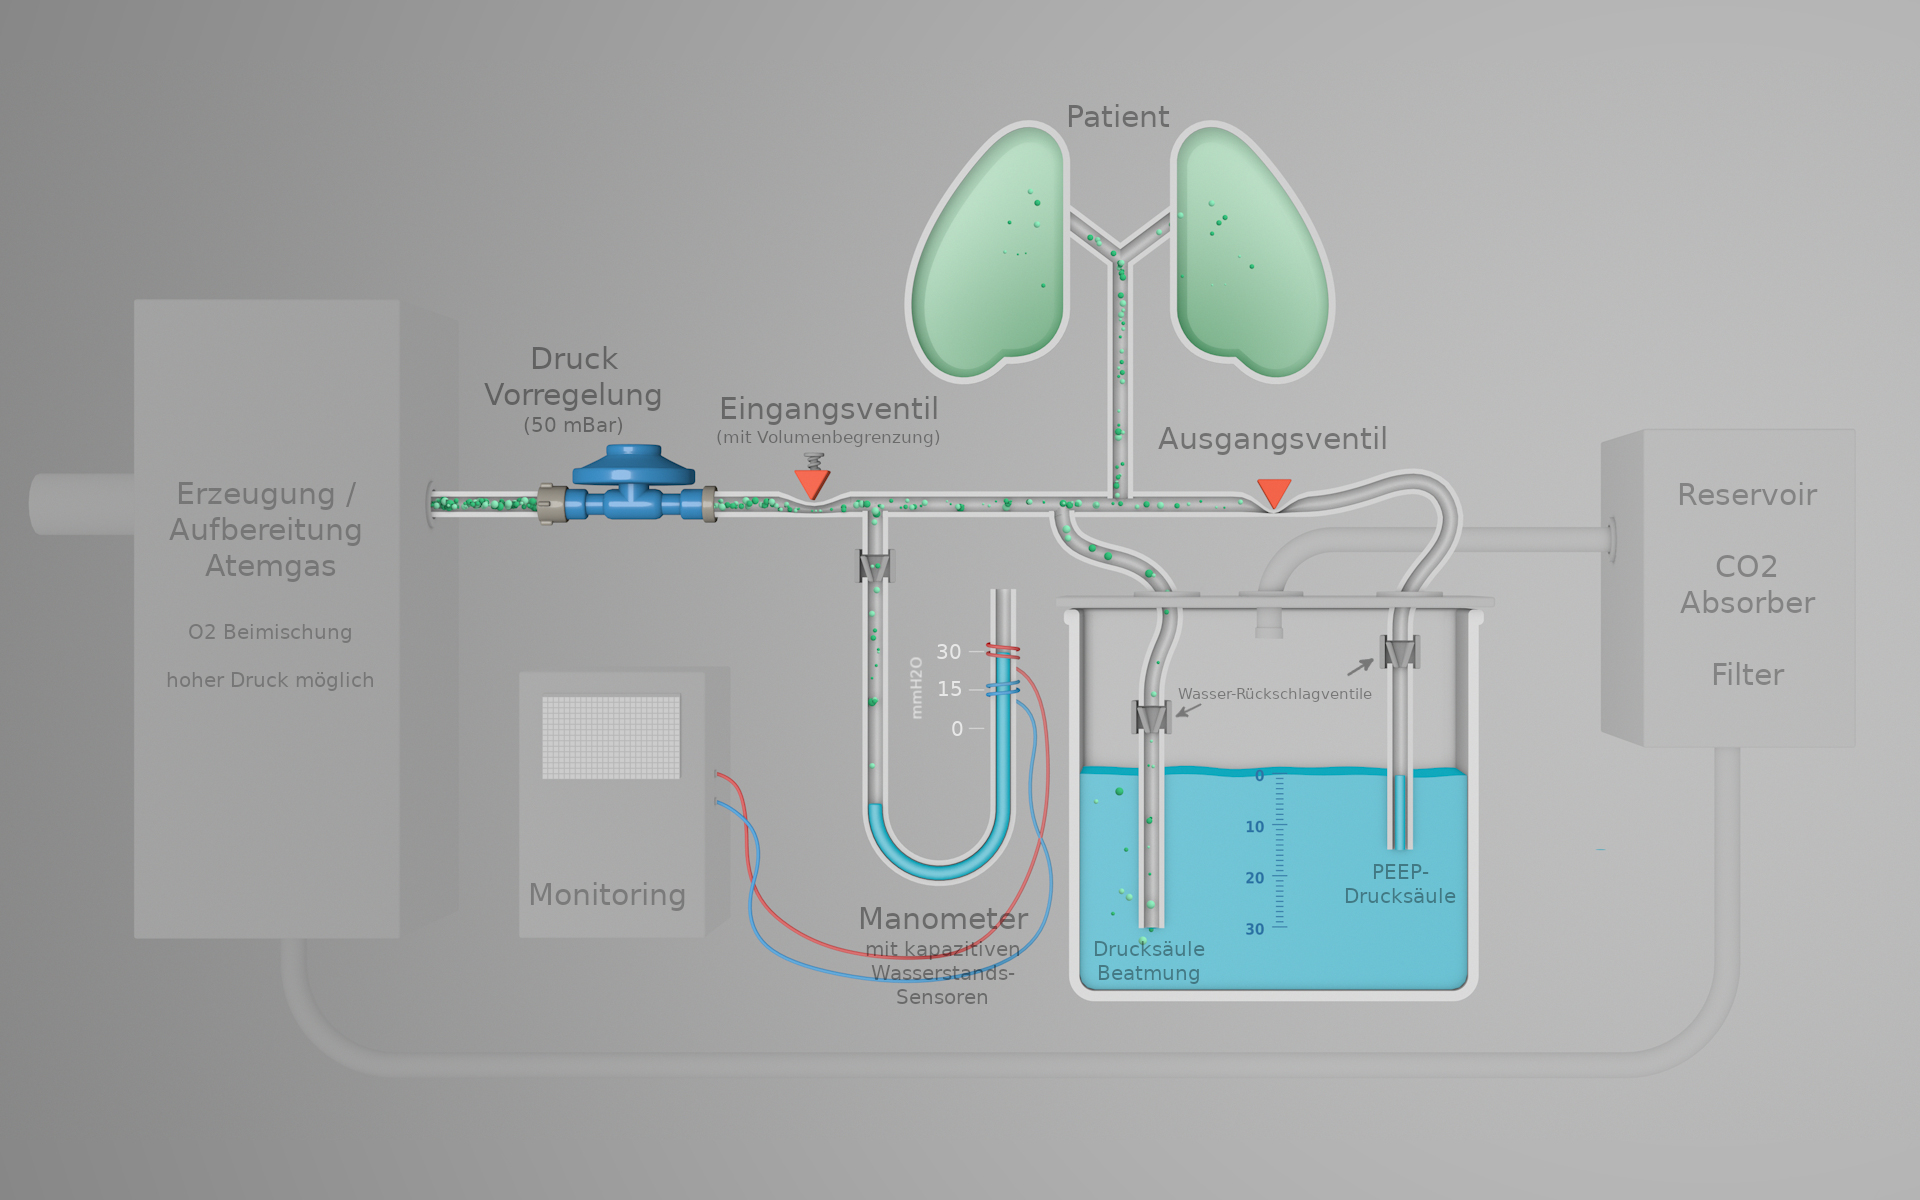 Patient
Druck
Vorregelung
(50 mBar)
Eingangsventil
(mit Volumenbegrenzung)
Ausgangsventil
Erzeugung /
Aufbereitung
Atemgas
O2 Beimischung
hoher Druck möglich
Reservoir
CO2
Absorber
Filter
mmH2O
30
15
0
Wasser-Rückschlagventile
0
10
20
30
PEEP-
Drucksäule
Monitoring
Manometer
mit kapazitiven
Wasserstands-
Sensoren
Drucksäule
Beatmung